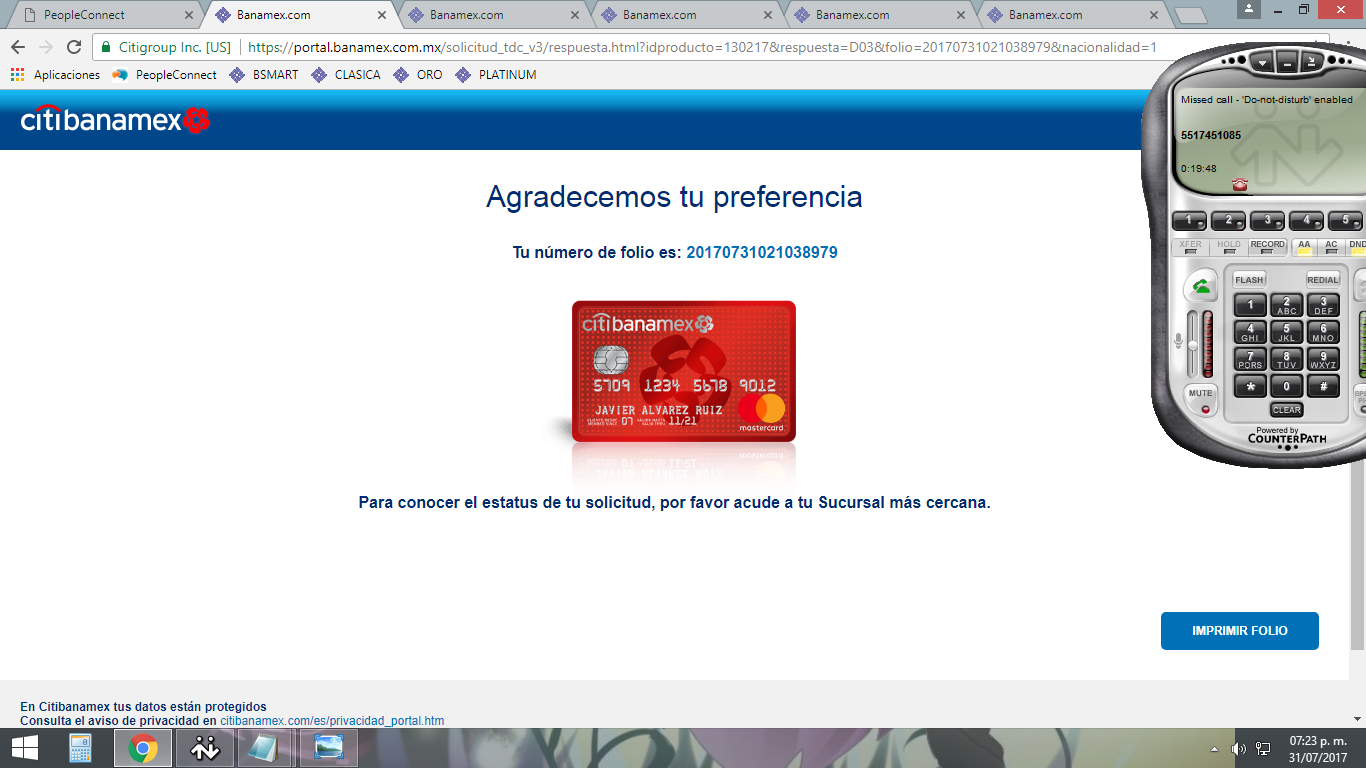 PeopleConnect
Banamex.com
Banamex.com
Banamex.com
Banamex.com
Banamex.com
Citigroup Inc. [US] https://portal.banamex.com.mx/solicitud_tdc_v3/respuesta.html?idproducto=130217&respuesta=D03&folio=20170731021038979&nacionalidad=1
Aplicaciones PeopleConnect BSMART CLASICA ORO PLATINUM
citibanamex
Agradecemos tu preferencia
Tu número de folio es: 20170731021038979
citibanamex
5709 1234 5678 9012
JAVIER ALVAREZ RUIZ
07 11/21
mastercard
Para conocer el estatus de tu solicitud, por favor acude a tu Sucursal más cercana.
IMPRIMIR FOLIO
En Citibanamex tus datos están protegidos
Consulta el aviso de privacidad en citibanamex.com/es/privacidad_portal.htm
Missed call - 'Do-not-disturb' enabled
5517451085
0:19:48
1 2 3 4 5
XFER HOLD RECORD AA AC DND
FLASH REDIAL
1 2 ABC 3 DEF
4 GHI 5 JKL 6 MNO
7 PQRS 8 TUV 9 WXYZ
* 0 #
MUTE
CLEAR
Powered by
COUNTERPATH
07:23 p. m.
31/07/2017